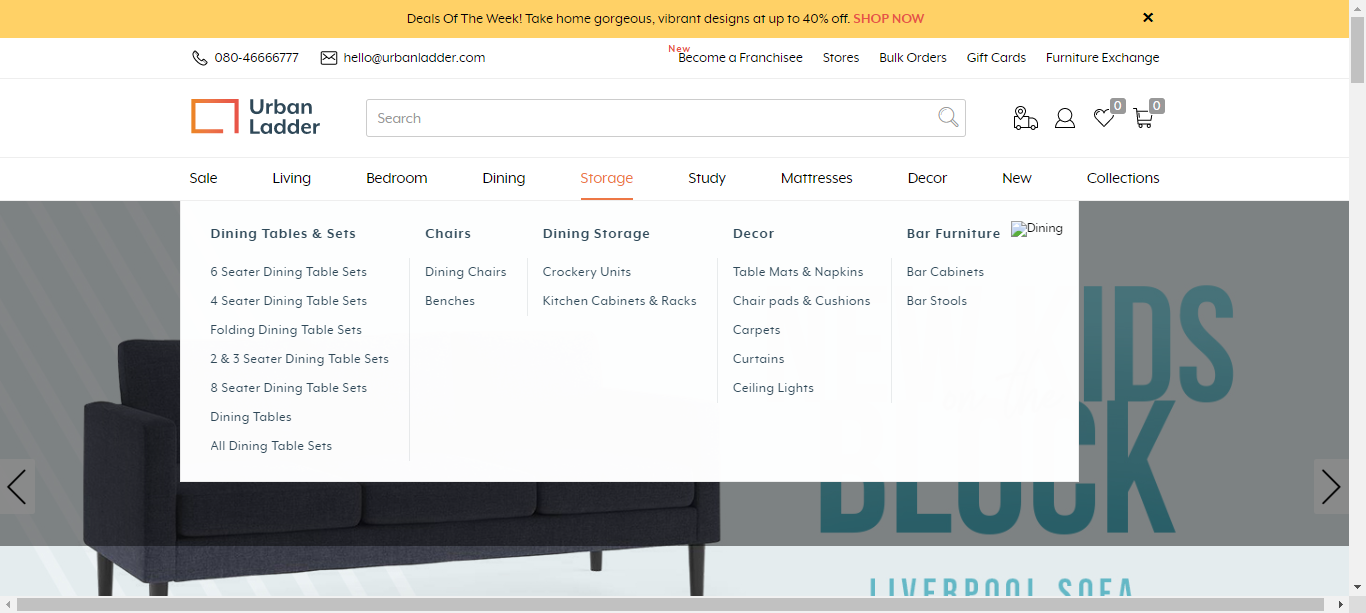 Deals Of The Week! Take home gorgeous, vibrant designs at up to 40% off. SHOP NOW
080-46666777
hello@urbanladder.com
New
Become a Franchisee
Stores
Bulk Orders
Gift Cards
Furniture Exchange
Urban
Ladder
Search
0
0
Sale
Living
Bedroom
Dining
Storage
Study
Mattresses
Decor
New
Collections
Dining Tables & Sets
6 Seater Dining Table Sets
4 Seater Dining Table Sets
Folding Dining Table Sets
2 & 3 Seater Dining Table Sets
8 Seater Dining Table Sets
Dining Tables
All Dining Table Sets
Chairs
Dining Chairs
Benches
Dining Storage
Crockery Units
Kitchen Cabinets & Racks
Decor
Table Mats & Napkins
Chair pads & Cushions
Carpets
Curtains
Ceiling Lights
Bar Furniture
Bar Cabinets
Bar Stools
Dining
KIDS
BLOCK
LIVERPOOL SOFA